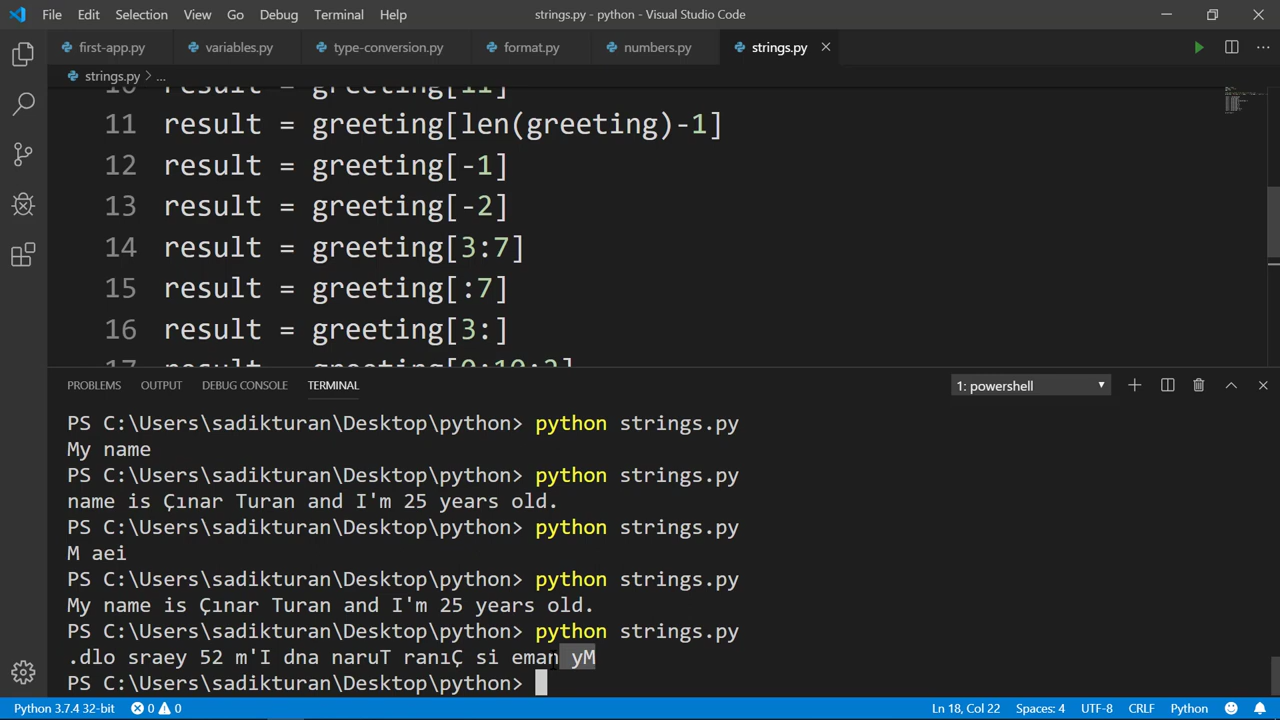 File Edit Selection View Go Debug Terminal Help
strings.py - python - Visual Studio Code
first-app.py variables.py type-conversion.py format.py numbers.py strings.py
strings.py > ...
10 result = greeting[11]
11 result = greeting[len(greeting)-1]
12 result = greeting[-1]
13 result = greeting[-2]
14 result = greeting[3:7]
15 result = greeting[:7]
16 result = greeting[3:]
17 result = greeting[0:10:2]
PROBLEMS OUTPUT DEBUG CONSOLE TERMINAL
1: powershell
PS C:\Users\sadikturan\Desktop\python> python strings.py
My name
PS C:\Users\sadikturan\Desktop\python> python strings.py
name is Çınar Turan and I'm 25 years old.
PS C:\Users\sadikturan\Desktop\python> python strings.py
M aei
PS C:\Users\sadikturan\Desktop\python> python strings.py
My name is Çınar Turan and I'm 25 years old.
PS C:\Users\sadikturan\Desktop\python> python strings.py
.dlo sraey 52 m'I dna naruT ranıÇ si eman yM
PS C:\Users\sadikturan\Desktop\python>
Python 3.7.4 32-bit 0 0 Ln 18, Col 22 Spaces: 4 UTF-8 CRLF Python